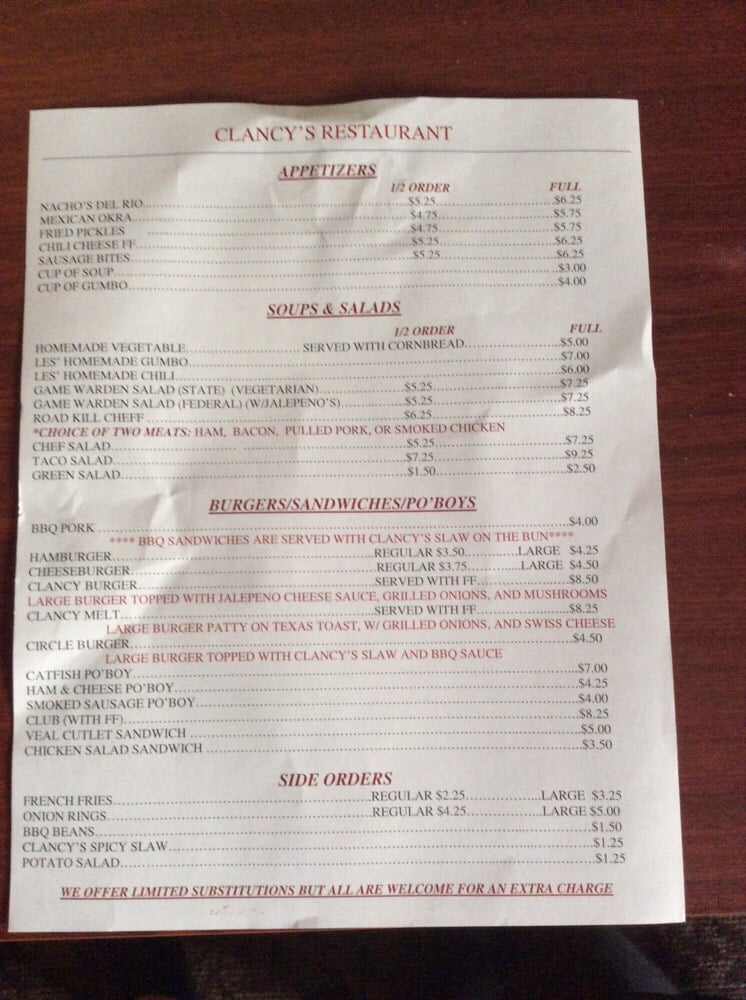 CLANCY'S RESTAURANT
APPETIZERS
1/2 ORDER FULL
NACHO'S DEL RIO $5.25 $6.25
MEXICAN OKRA $4.75 $5.75
FRIED PICKLES $4.75 $5.75
CHILI CHEESE FF $5.25 $6.25
SAUSAGE BITES $5.25 $6.25
CUP OF SOUP $3.00
CUP OF GUMBO $4.00
SOUPS & SALADS
1/2 ORDER FULL
HOMEMADE VEGETABLE SERVED WITH CORNBREAD $5.00
LES' HOMEMADE GUMBO $7.00
LES' HOMEMADE CHILI $6.00
GAME WARDEN SALAD (STATE) (VEGETARIAN) $5.25 $7.25
GAME WARDEN SALAD (FEDERAL) (W/JALEPENO'S) $5.25 $7.25
ROAD KILL CHEFF $6.25 $8.25
*CHOICE OF TWO MEATS: HAM, BACON, PULLED PORK, OR SMOKED CHICKEN
CHEF SALAD $5.25 $7.25
TACO SALAD $7.25 $9.25
GREEN SALAD $1.50 $2.50
BURGERS/SANDWICHES/PO'BOYS
BBQ PORK $4.00
**** BBQ SANDWICHES ARE SERVED WITH CLANCY'S SLAW ON THE BUN****
HAMBURGER REGULAR $3.50 LARGE $4.25
CHEESEBURGER REGULAR $3.75 LARGE $4.50
CLANCY BURGER SERVED WITH FF $8.50
LARGE BURGER TOPPED WITH JALEPENO CHEESE SAUCE, GRILLED ONIONS, AND MUSHROOMS
CLANCY MELT SERVED WITH FF $8.25
LARGE BURGER PATTY ON TEXAS TOAST, W/ GRILLED ONIONS, AND SWISS CHEESE
CIRCLE BURGER $4.50
LARGE BURGER TOPPED WITH CLANCY'S SLAW AND BBQ SAUCE
CATFISH PO'BOY $7.00
HAM & CHEESE PO'BOY $4.25
SMOKED SAUSAGE PO'BOY $4.00
CLUB (WITH FF) $8.25
VEAL CUTLET SANDWICH $5.00
CHICKEN SALAD SANDWICH $3.50
SIDE ORDERS
FRENCH FRIES REGULAR $2.25 LARGE $3.25
ONION RINGS REGULAR $4.25 LARGE $5.00
BBQ BEANS $1.50
CLANCY'S SPICY SLAW $1.25
POTATO SALAD $1.25
WE OFFER LIMITED SUBSTITUTIONS BUT ALL ARE WELCOME FOR AN EXTRA CHARGE